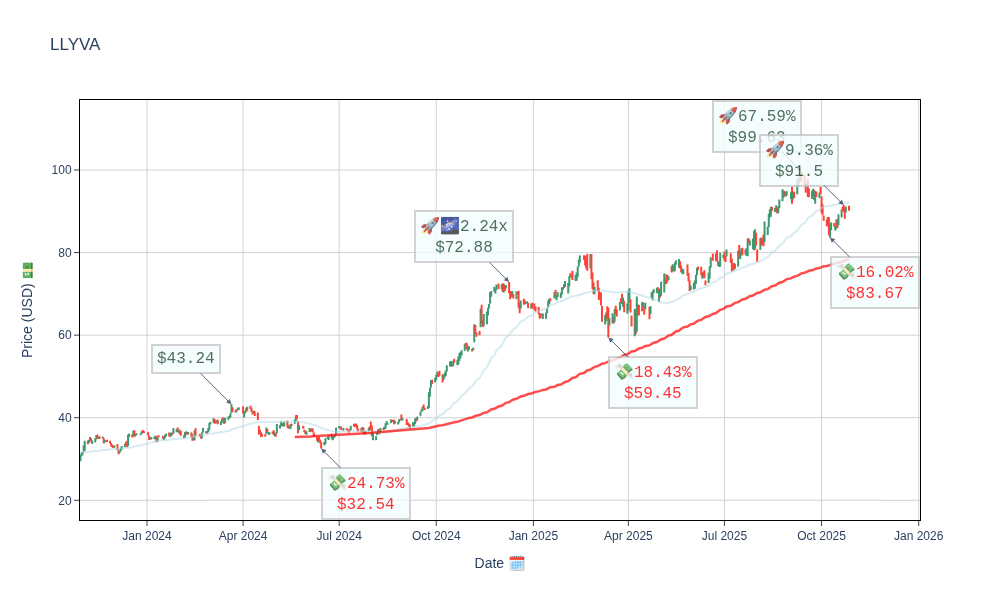 LLYVA
🚀67.59%
$99.63
🚀9.36%
$91.5
🚀🌌2.24x
$72.88
💸16.02%
$83.67
$43.24
💸18.43%
$59.45
💸24.73%
$32.54
100
80
60
40
20
Price (USD) 💵
Jan 2024
Apr 2024
Jul 2024
Oct 2024
Jan 2025
Apr 2025
Jul 2025
Oct 2025
Jan 2026
Date 🗓️